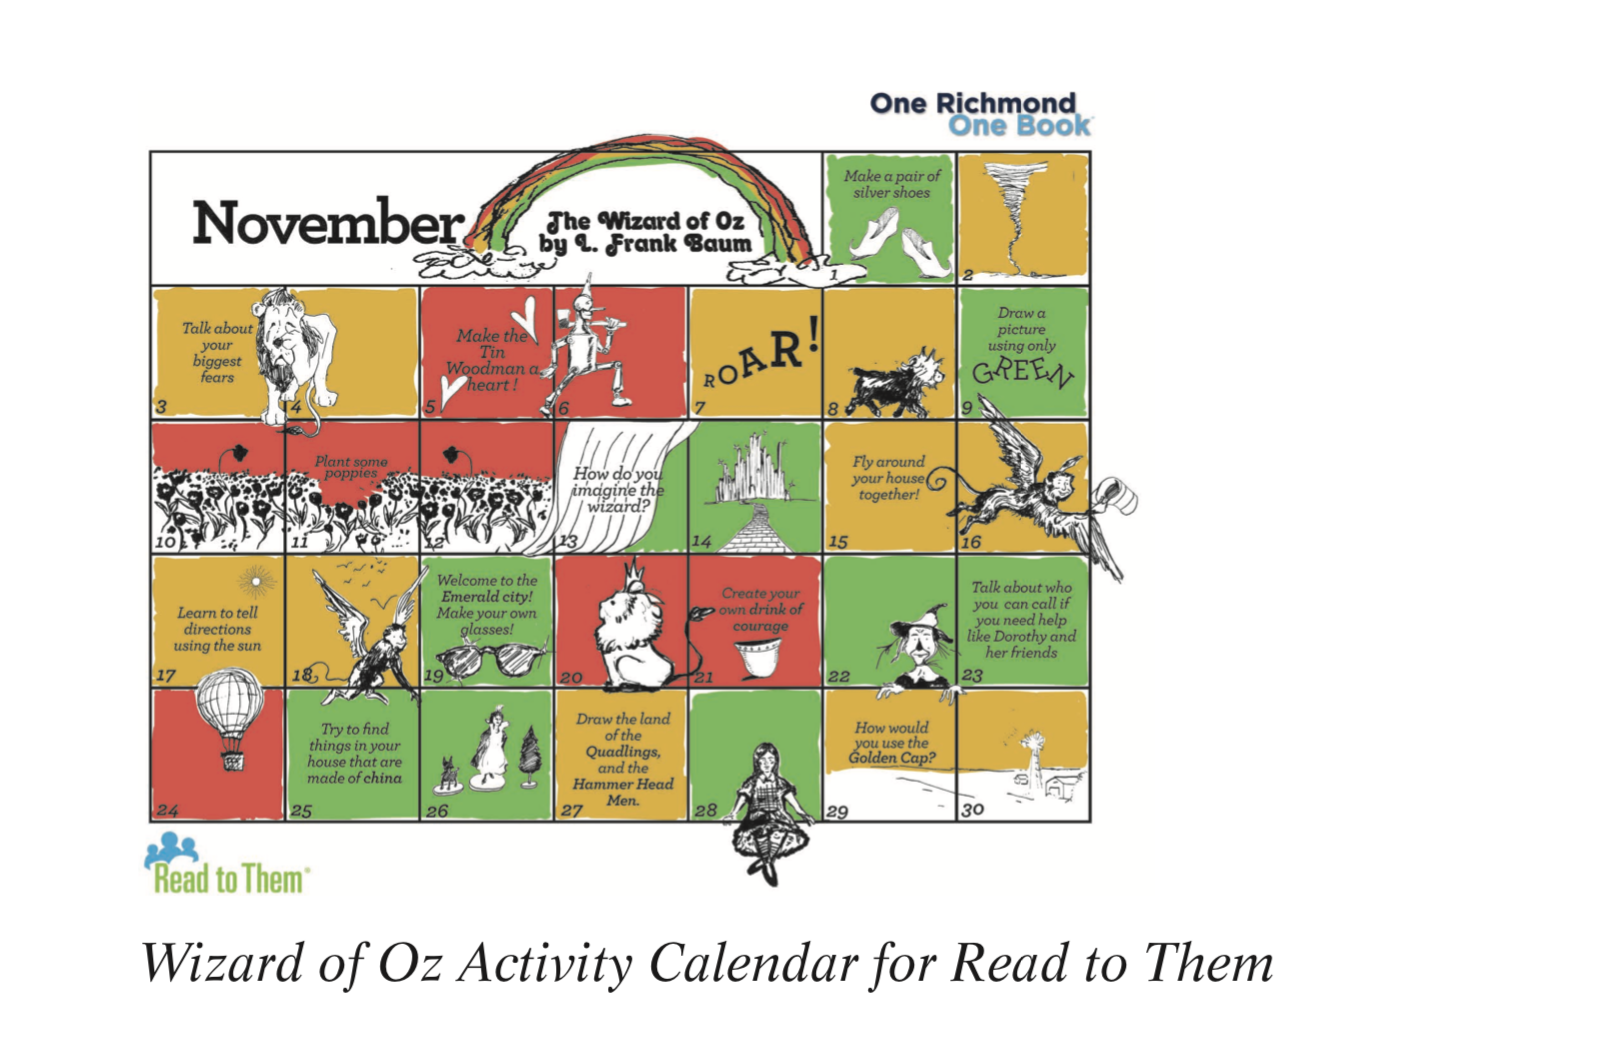 One Richmond
One Book
November
The Wizard of Oz
by L. Frank Baum
Make a pair of
silver shoes
1
2
Talk about
your
biggest
fears
3
4
Make the
Tin
Woodman a
heart!
5
6
ROAR!
7
8
Draw a
picture
using only
GREEN
9
10
Plant some
poppies
11
12
How do you
imagine the
wizard?
13
14
Fly around
your house
together!
15
16
Learn to tell
directions
using the sun
17
18
Welcome to the
Emerald city!
Make your own
glasses!
19
20
Create your
own drink of
courage
21
22
Talk about who
you can call if
you need help
like Dorothy and
her friends
23
24
Try to find
things in your
house that are
made of china
25
26
Draw the land
of the
Quadlings,
and the
Hammer Head
Men.
27
28
How would
you use the
Golden Cap?
29
30
Read to Them®
Wizard of Oz Activity Calendar for Read to Them